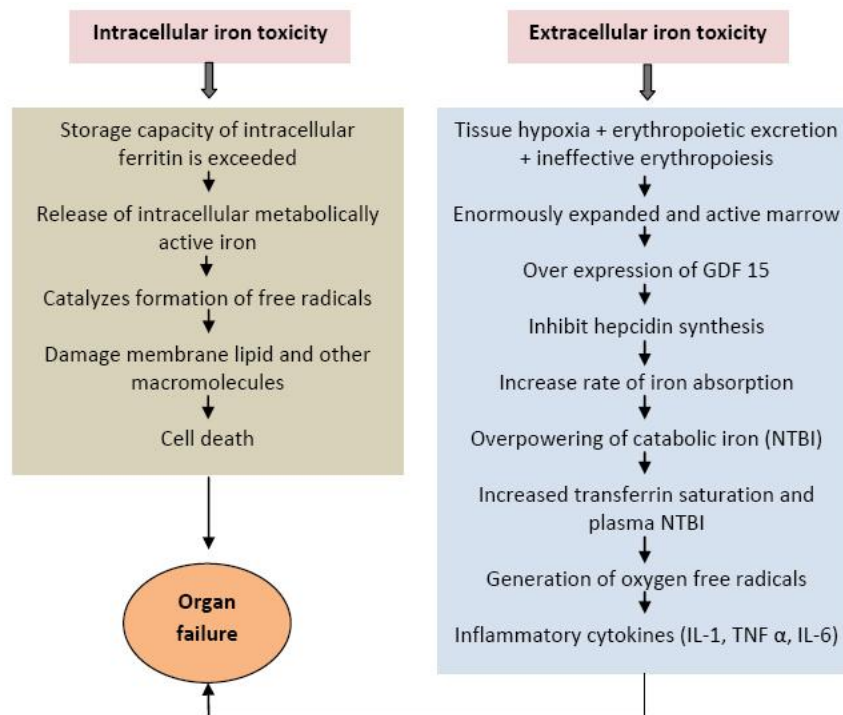 Intracellular iron toxicity
Storage capacity of intracellular
ferritin is exceeded
Release of intracellular metabolically
active iron
Catalyzes formation of free radicals
Damage membrane lipid and other
macromolecules
Cell death
Organ
failure
Extracellular iron toxicity
Tissue hypoxia + erythropoietic excretion
+ ineffective erythropoiesis
Enormously expanded and active marrow
Over expression of GDF 15
Inhibit hepcidin synthesis
Increase rate of iron absorption
Overpowering of catabolic iron (NTBI)
Increased transferrin saturation and
plasma NTBI
Generation of oxygen free radicals
Inflammatory cytokines (IL-1, TNF α, IL-6)